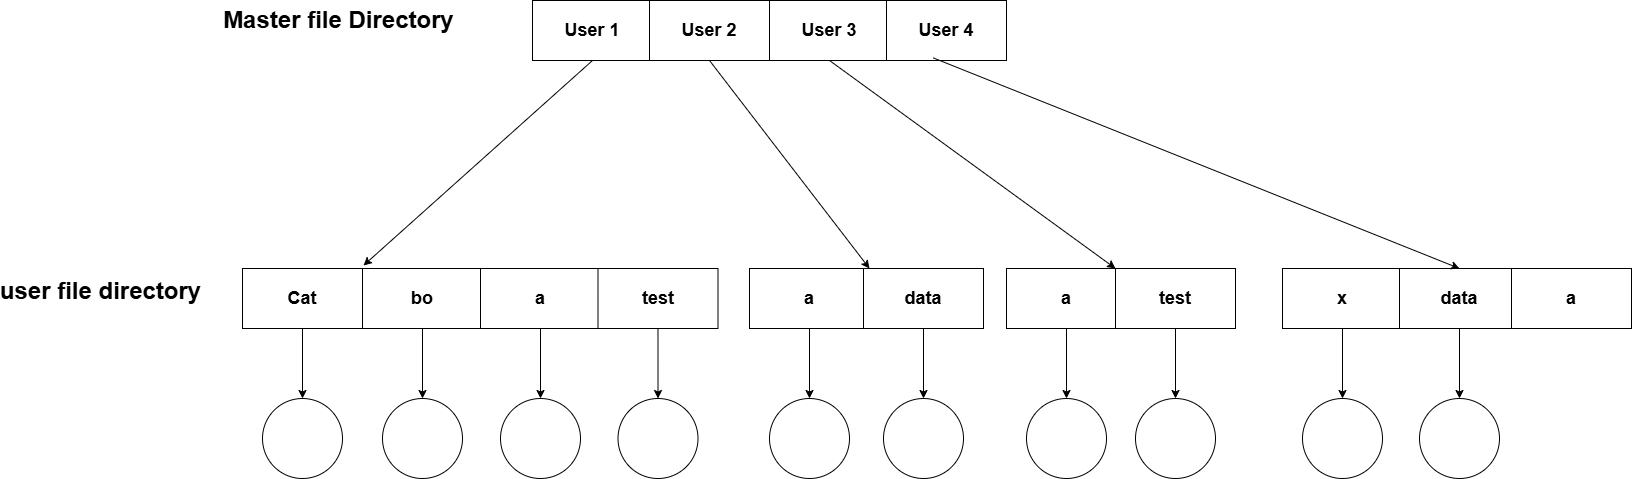 Master file Directory
User 1 User 2 User 3 User 4
user file directory
Cat bo a test a data a test x data a